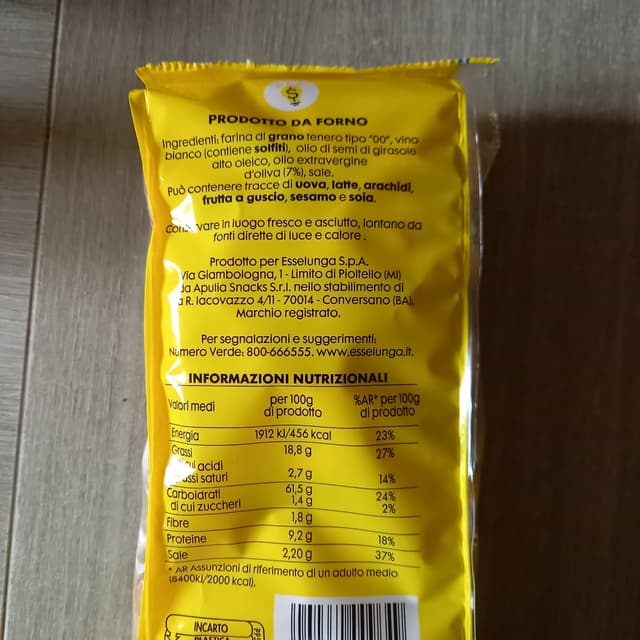 PRODOTTO DA FORNO
Ingredienti: farina di grano tenero tipo "00", vino
bianco (contiene solfiti), olio di semi di girasole
alto oleico, olio extravergine
d'oliva (7%), sale.
Può contenere tracce di uova, latte, arachidi,
frutta a guscio, sesamo e soia.
in luogo fresco e asciutto, lontano da
fonti dirette di luce e calore.
Prodotto per Esselunga S.p.A.
Via Giambologna, 1 - Limito di Pioltello (MI)
da Apulia Snacks S.r.l. nello stabilimento di
R. Iacovazzo 4/11 - 70014 - Conversano (BA).
Marchio registrato.
Per segnalazioni e suggerimenti:
Numero Verde: 800-666555. www.esselunga.it.
INFORMAZIONI NUTRIZIONALI
Valori medi per 100g di prodotto %AR* per 100g di prodotto
Energia 1912 kJ/456 kcal 23%
Grassi 18,8 g 27%
di cui acidi
grassi saturi 2,7 g 14%
Carboidrati 61,5 g 24%
di cui zuccheri 1,4 g 2%
Fibre 1,8 g
Proteine 9,2 g 18%
Sale 2,20 g 37%
* AR Assunzioni di riferimento di un adulto medio
(8400kJ/2000 kcal).
INCARTO
PLASTICA